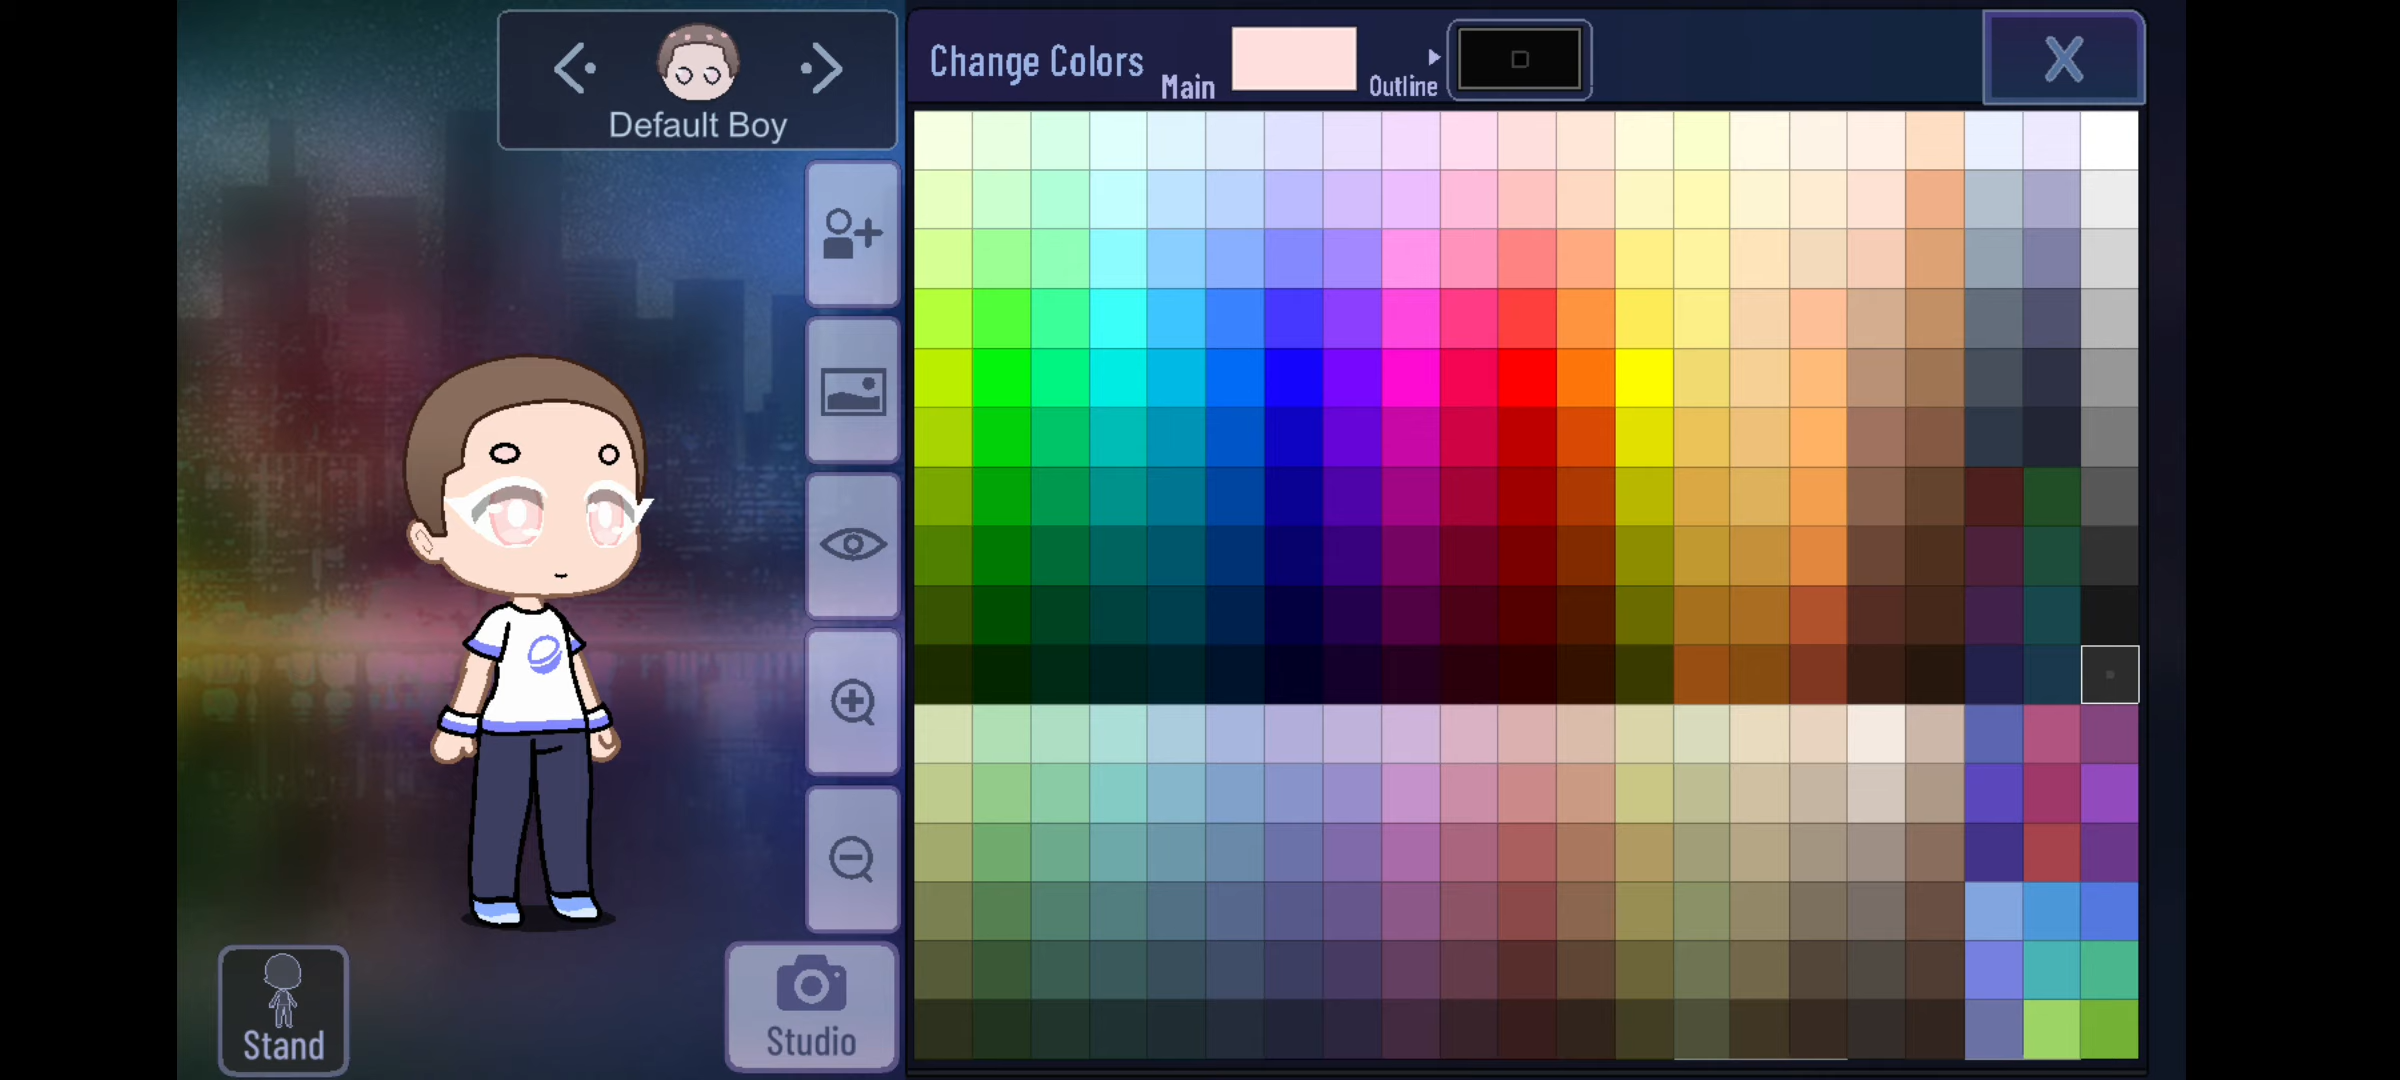 Default Boy
Change Colors
Main
Outline
X
Stand
Studio